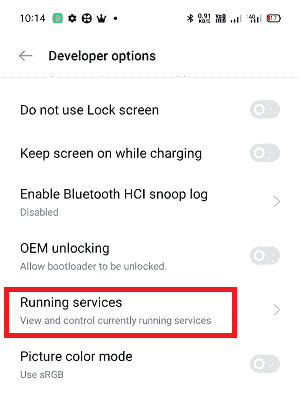 10:14 0.91 KB/S 4G
Developer options
Do not use Lock screen
Keep screen on while charging
Enable Bluetooth HCI snoop log
Disabled
OEM unlocking
Allow bootloader to be unlocked.
Running services
View and control currently running services
Picture color mode
Use sRGB